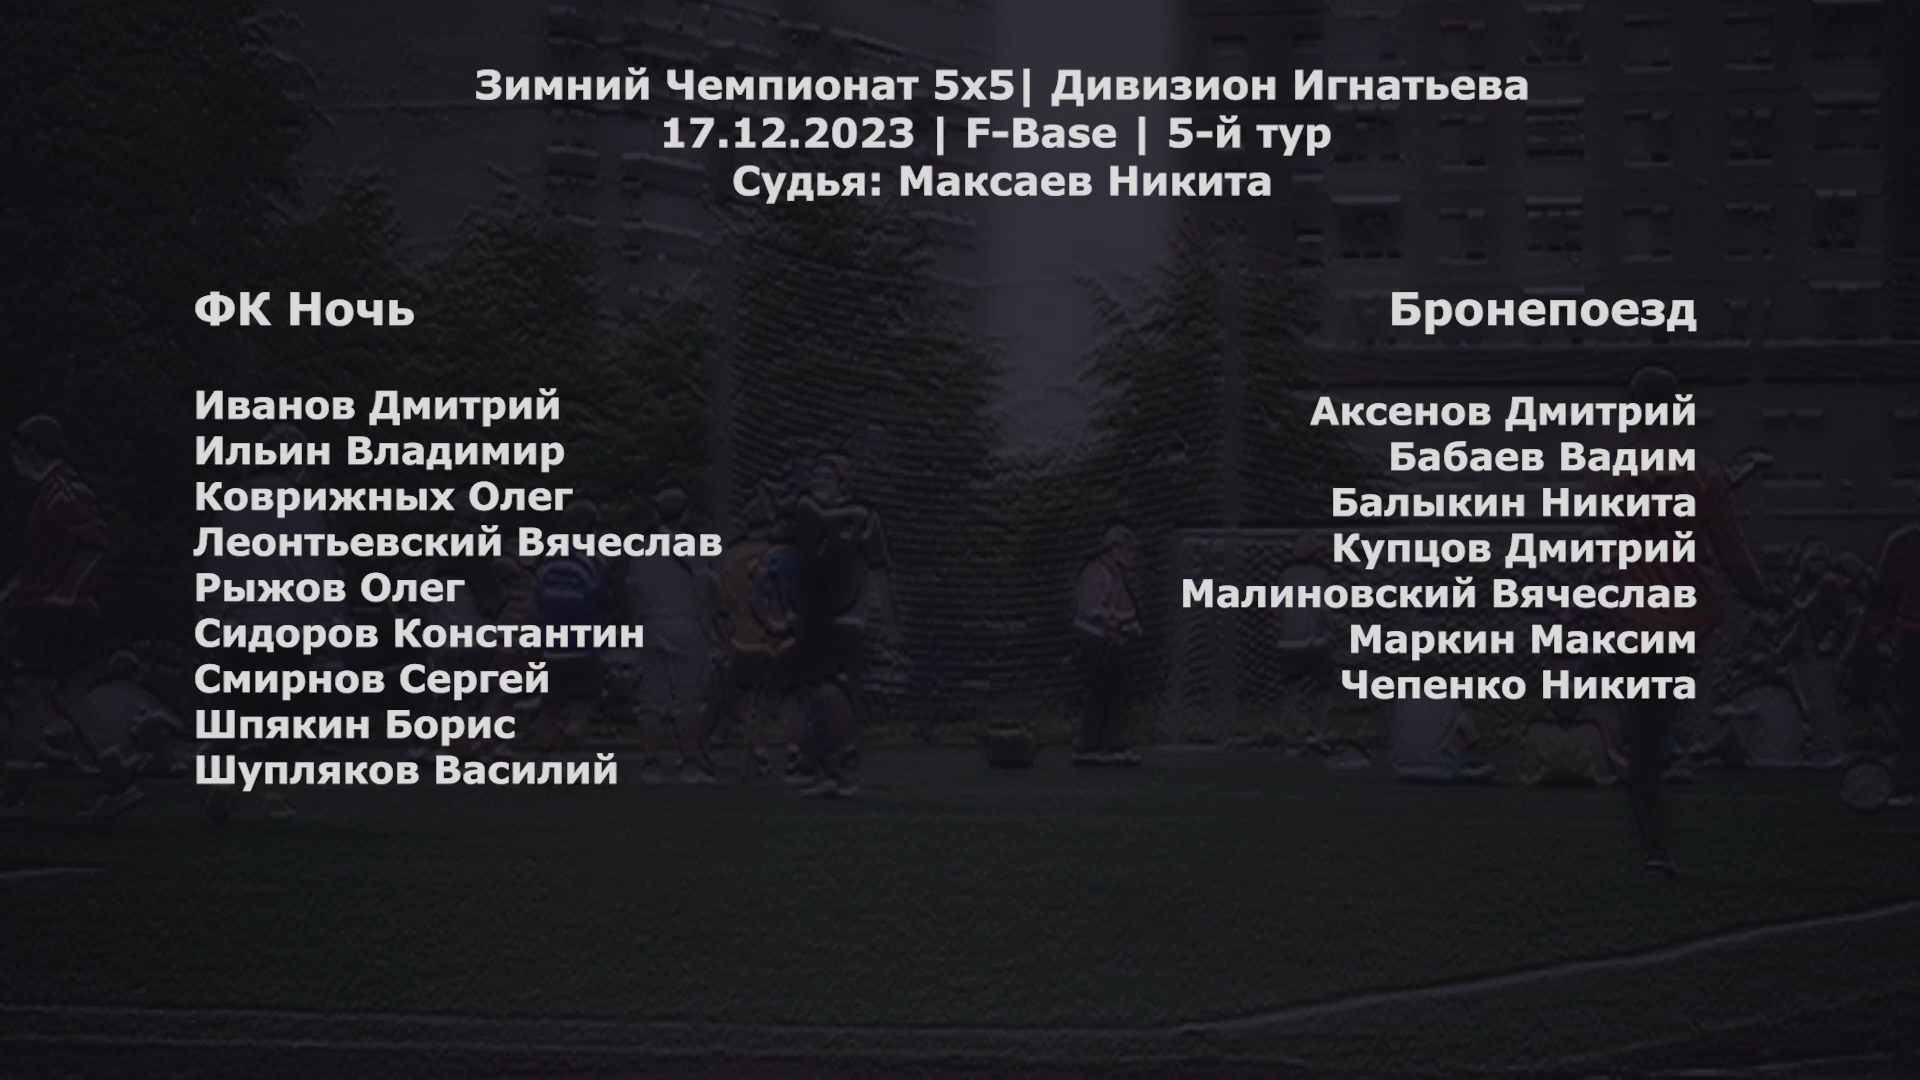 Зимний Чемпионат 5х5| Дивизион Игнатьева
17.12.2023 | F-Base | 5-й тур
Судья: Максаев Никита
ФК Ночь
Иванов Дмитрий
Ильин Владимир
Коврижных Олег
Леонтьевский Вячеслав
Рыжов Олег
Сидоров Константин
Смирнов Сергей
Шпякин Борис
Шупляков Василий
Бронепоезд
Аксенов Дмитрий
Бабаев Вадим
Балыкин Никита
Купцов Дмитрий
Малиновский Вячеслав
Маркин Максим
Чепенко Никита